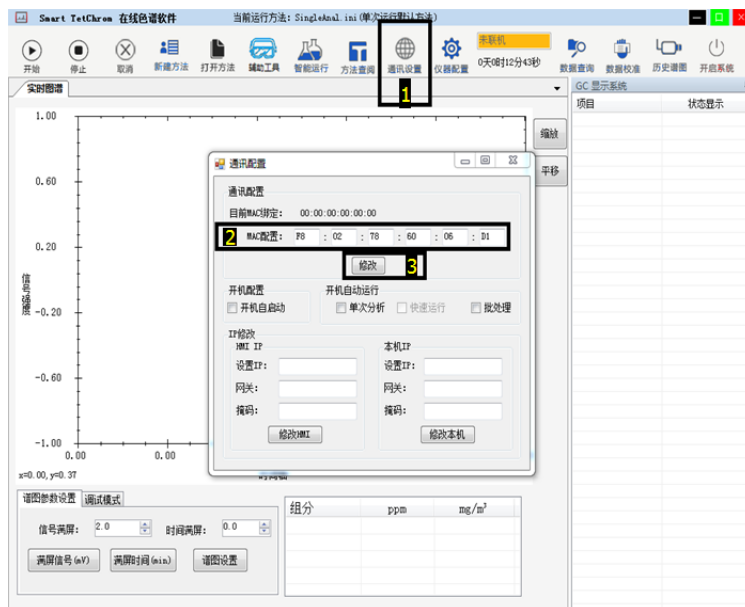 Smart TetChrom 在线色谱软件 当前运行方法: SingleAnal.ini(单次运行默认方法)
开始 停止 取消 新建方法 打开方法 辅助工具 智能运行 方法查阅 通讯设置 仪器配置 未联机 0天0时12分43秒 数据查询 数据校准 历史谱图 开启系统
1
实时图谱 GC 显示系统
项目 状态显示
1.00
0.60
0.20
-0.20
-0.60
-1.00
信号强度
0.00 0.00
x=0.00, y=0.37
缩放
平移
通讯配置
通讯配置
目前MAC绑定: 00:00:00:00:00:00
2 MAC配置: F8 : 02 : 78 : 60 : 06 : D1
修改 3
开机配置 开机自动运行
开机自启动 单次分析 快速运行 批处理
IP修改
HMI IP 本机IP
设置IP: 设置IP:
网关: 网关:
掩码: 掩码:
修改HMI 修改本机
谱图参数设置 调试模式
信号满屏: 2.0 时间满屏: 0.0
满屏信号(mV) 满屏时间(min) 谱图设置
组分 ppm mg/m³